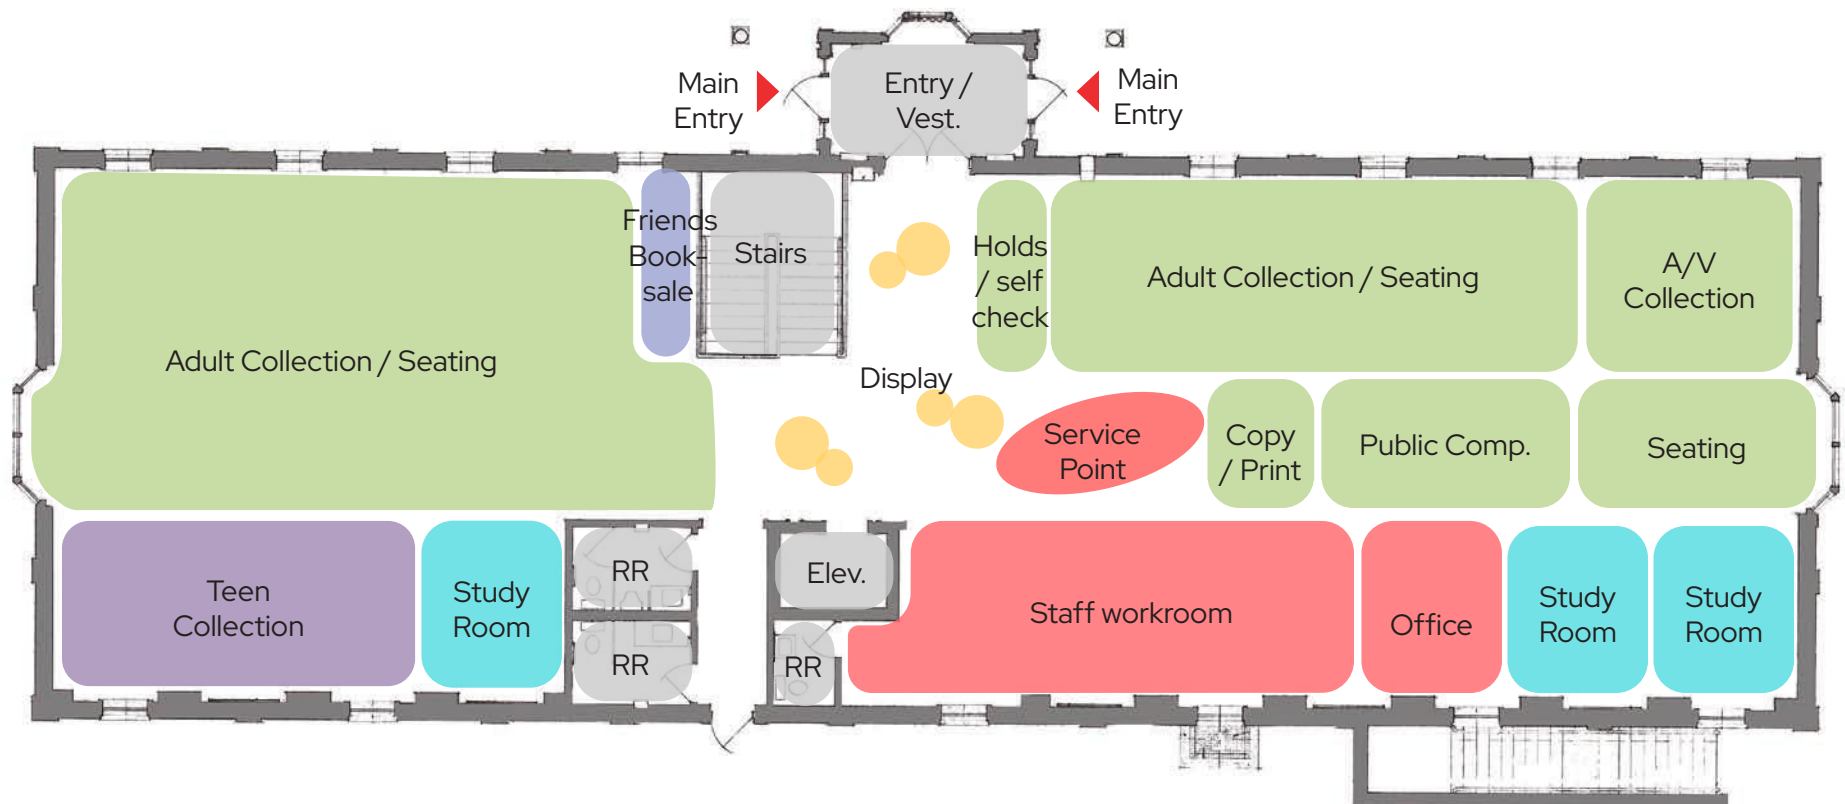 Main
Entry
Entry /
Vest.
Main
Entry
Friends
Book-
sale
Stairs
Holds
/ self
check
Adult Collection / Seating
A/V
Collection
Adult Collection / Seating
Display
Service
Point
Copy
/ Print
Public Comp.
Seating
Teen
Collection
Study
Room
RR
RR
Elev.
RR
Staff workroom
Office
Study
Room
Study
Room